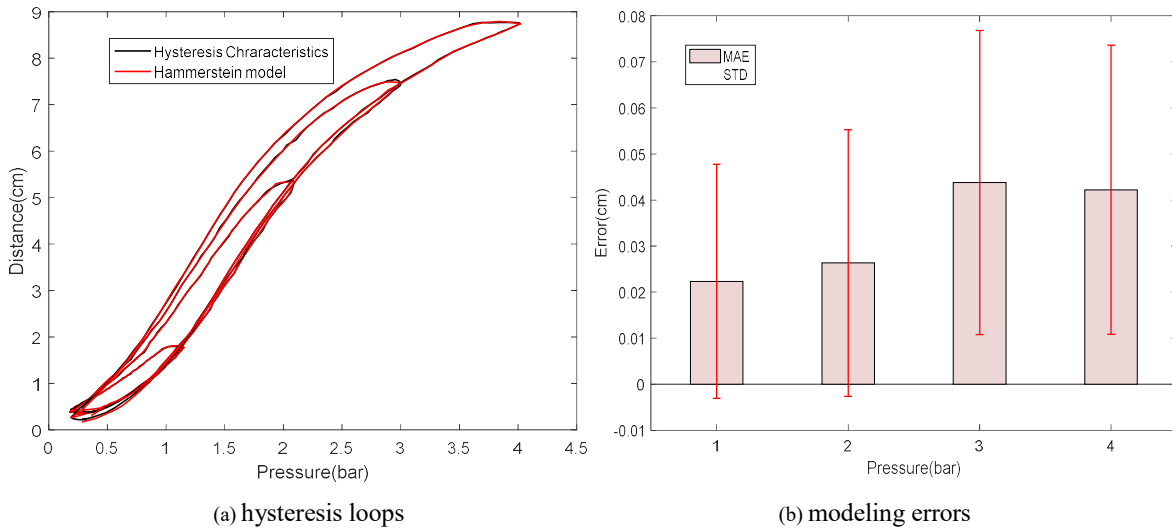 9
8
7
6
5
4
3
2
1
0
Distance(cm)
Hysteresis Chraracteristics
Hammerstein model
0 0.5 1 1.5 2 2.5 3 3.5 4 4.5
Pressure(bar)
(a) hysteresis loops
0.08
0.07
0.06
0.05
0.04
0.03
0.02
0.01
0
-0.01
Error(cm)
MAE
STD
1 2 3 4
Pressure(bar)
(b) modeling errors